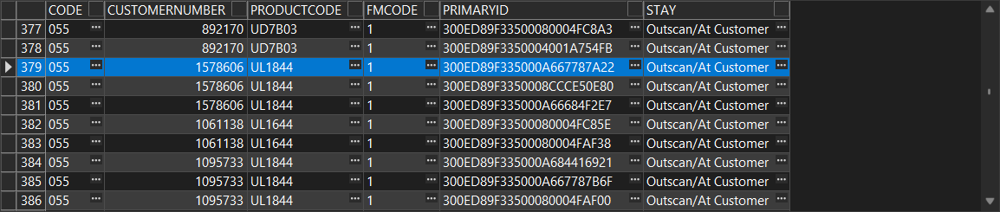 CODE CUSTOMERNUMBER PRODUCTCODE FMCODE PRIMARYID STAY
377 055 ... 892170 UD7B03 ... 1 ... 300ED89F33500080004FC8A3 ... Outscan/At Customer ...
378 055 ... 892170 UD7B03 ... 1 ... 300ED89F3350004001A754FB ... Outscan/At Customer ...
379 055 ... 1578606 UL1844 ... 1 ... 300ED89F335000A667787A22 ... Outscan/At Customer ...
380 055 ... 1578606 UL1844 ... 1 ... 300ED89F3350008CCCE50E80 ... Outscan/At Customer ...
381 055 ... 1578606 UL1844 ... 1 ... 300ED89F335000A66684F2E7 ... Outscan/At Customer ...
382 055 ... 1061138 UL1644 ... 1 ... 300ED89F33500080004FC85E ... Outscan/At Customer ...
383 055 ... 1061138 UL1644 ... 1 ... 300ED89F33500080004FAF38 ... Outscan/At Customer ...
384 055 ... 1095733 UL1844 ... 1 ... 300ED89F335000A684416921 ... Outscan/At Customer ...
385 055 ... 1095733 UL1844 ... 1 ... 300ED89F335000A667787B6F ... Outscan/At Customer ...
386 055 ... 1095733 UL1844 ... 1 ... 300ED89F33500080004FAF00 ... Outscan/At Customer ...